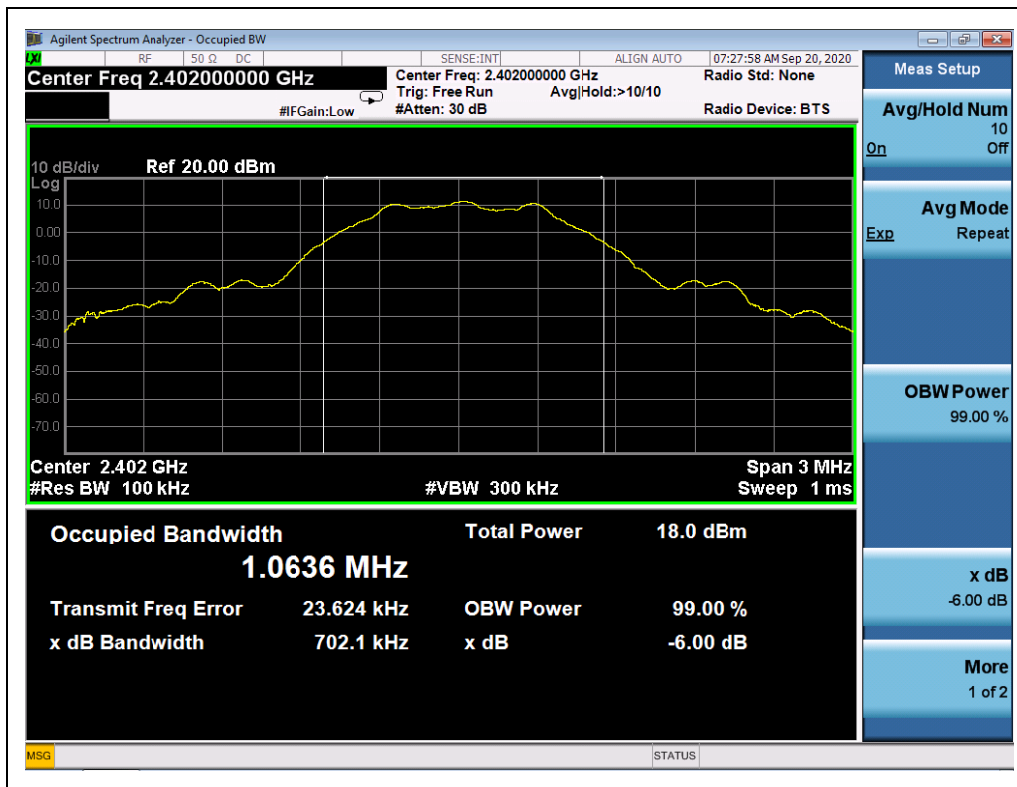 Agilent Spectrum Analyzer - Occupied BW
LXI RF 50 Ω DC SENSE:INT ALIGN AUTO 07:27:58 AM Sep 20, 2020
Center Freq 2.402000000 GHz
Center Freq: 2.402000000 GHz
Radio Std: None
Trig: Free Run Avg|Hold:>10/10
#IFGain:Low
#Atten: 30 dB
Radio Device: BTS
10 dB/div Ref 20.00 dBm
Log
10.0
0.00
-10.0
-20.0
-30.0
-40.0
-50.0
-60.0
-70.0
Center 2.402 GHz Span 3 MHz
#Res BW 100 kHz #VBW 300 kHz Sweep 1 ms
Occupied Bandwidth Total Power 18.0 dBm
1.0636 MHz
Transmit Freq Error 23.624 kHz OBW Power 99.00 %
x dB Bandwidth 702.1 kHz x dB -6.00 dB
MSG STATUS
Meas Setup
Avg/Hold Num
10
On Off
Avg Mode
Exp Repeat
OBW Power
99.00 %
x dB
-6.00 dB
More
1 of 2